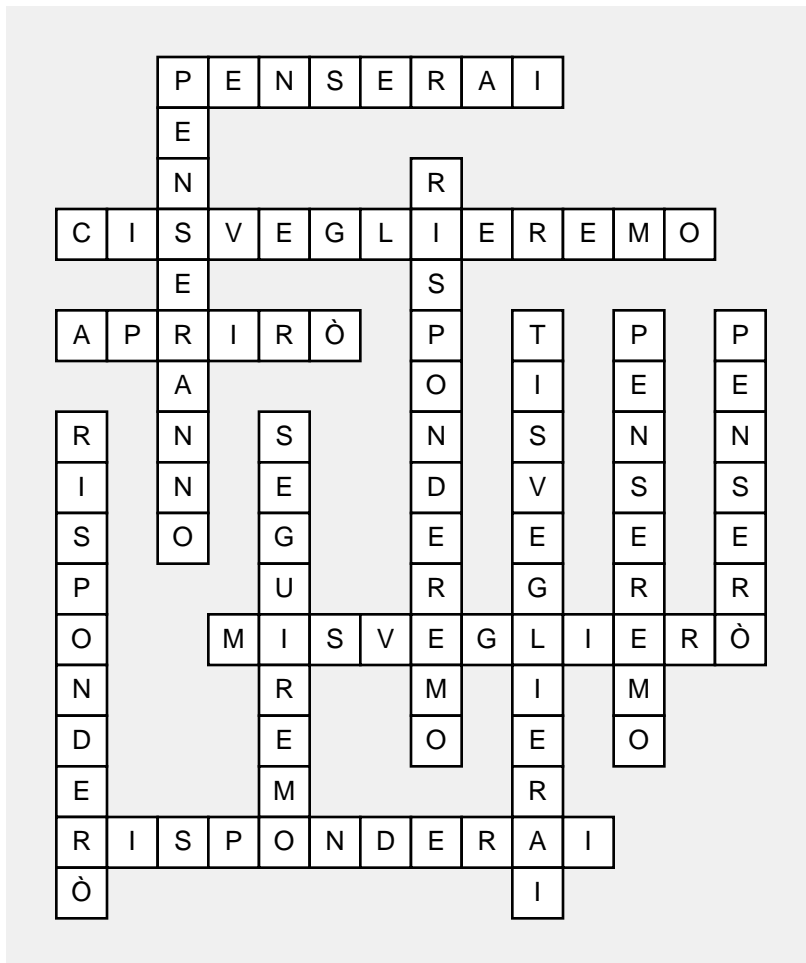 PENSERAI
PENSERANNO
RISPONDEREMO
CISVEGLIEREMO
APRIRÒ
TISVEGLIERAI
PENSEREMO
PENSERÒ
RISPONDERÒ
SEGUIREMO
MISVEGLIERÒ
RISPONDERAI